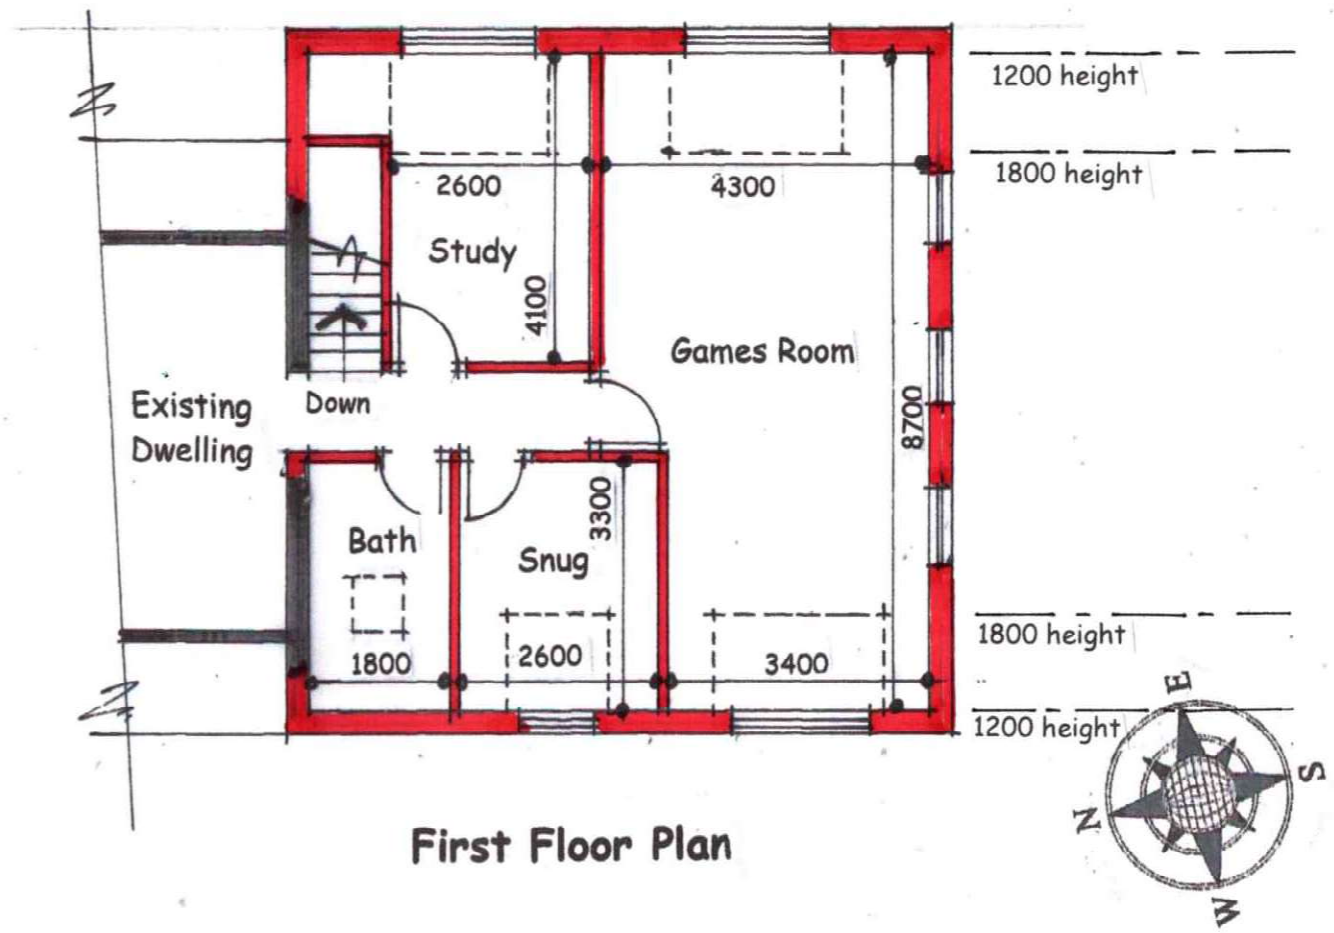 1200 height
1800 height
2600
4300
Study
4100
Games Room
Existing
Dwelling
Down
8700
3300
Bath
Snug
1800
2600
3400
1800 height
1200 height
E
S
N
W
First Floor Plan